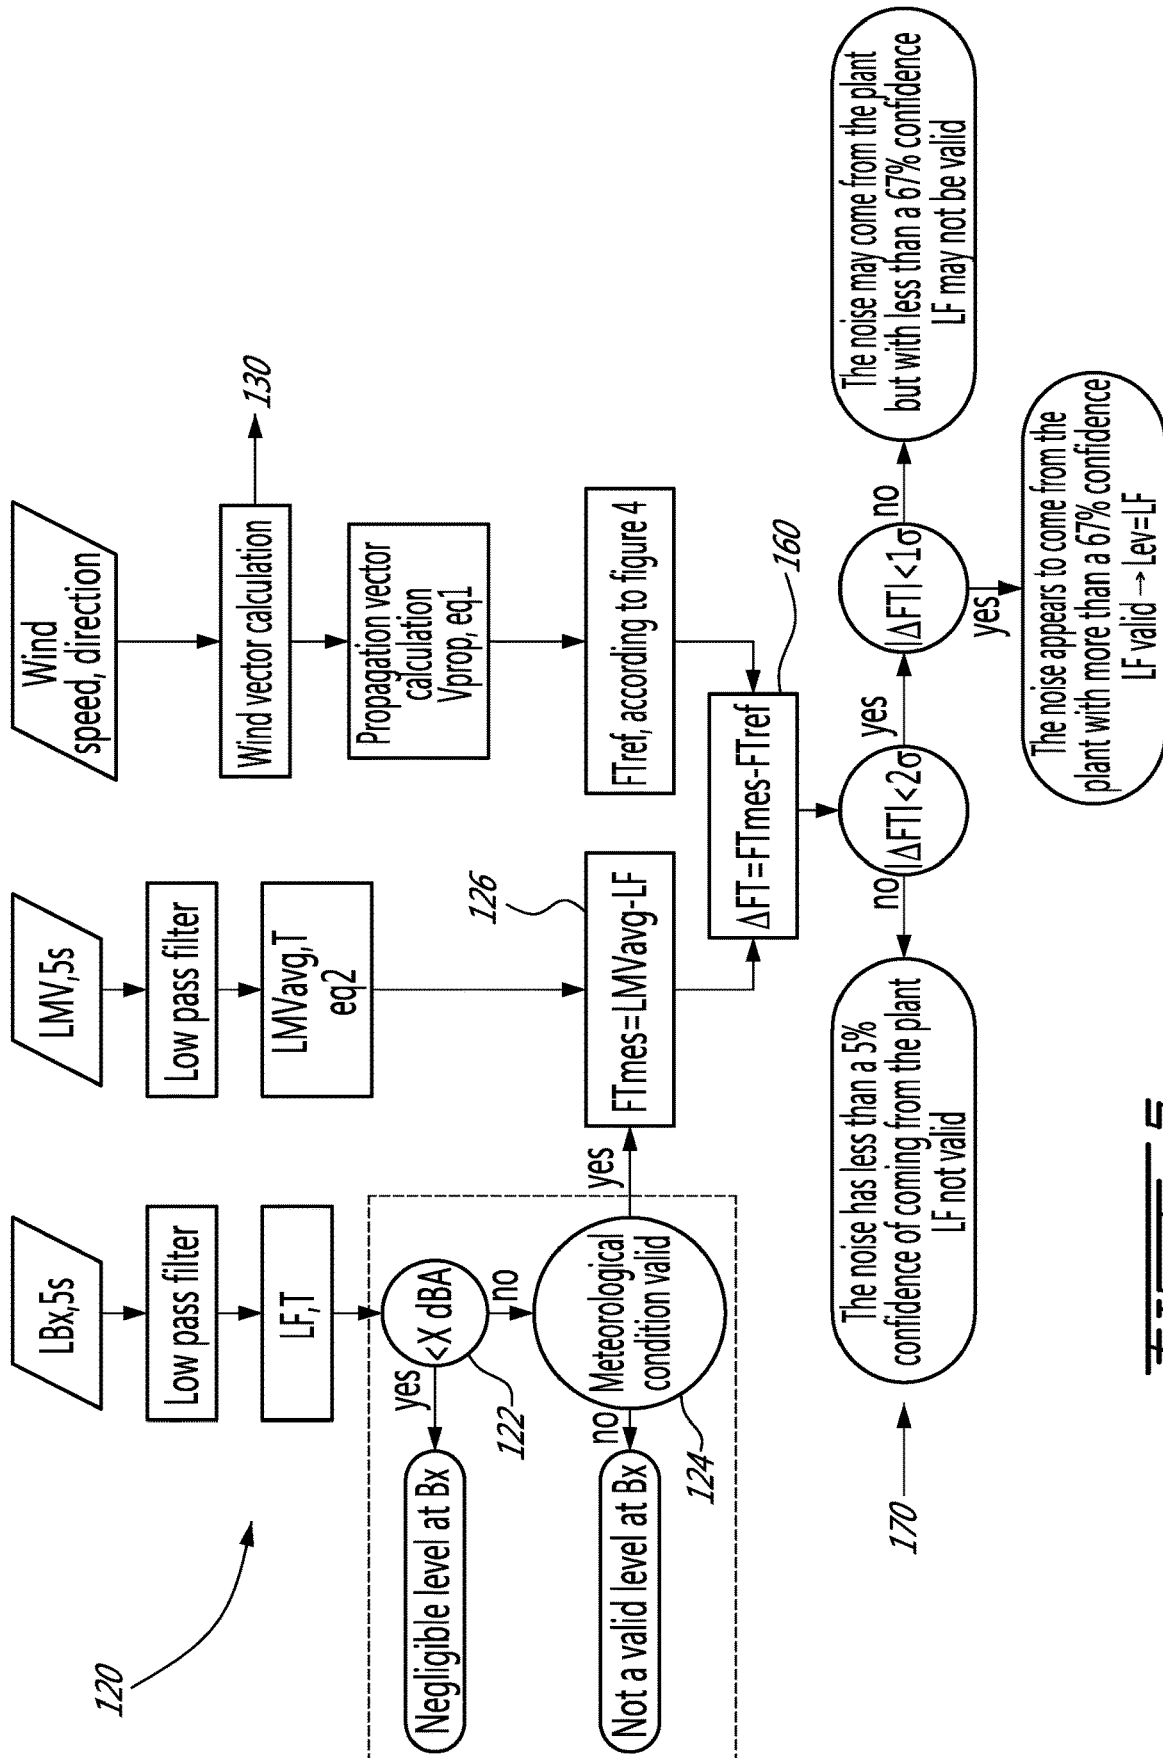 120
LBx,5s
Low pass filter
LF,T
<X dBA
yes
no
122
Negligible level at Bx
Meteorological
condition valid
no
yes
124
Not a valid level at Bx
LMV,5s
Low pass filter
LMVavg,T
eq2
126
FTmes=LMVavg-LF
Wind
speed, direction
Wind vector calculation
130
Propagation vector
calculation
Vprop, eq1
FTref, according to figure 4
160
ΔFT=FTmes-FTref
|ΔFT|<2σ
no
yes
|ΔFT|<1σ
no
yes
170
The noise has less than a 5%
confidence of coming from the plant
LF not valid
The noise may come from the plant
but with less than a 67% confidence
LF may not be valid
The noise appears to come from the
plant with more than a 67% confidence
LF valid → Lev=LF